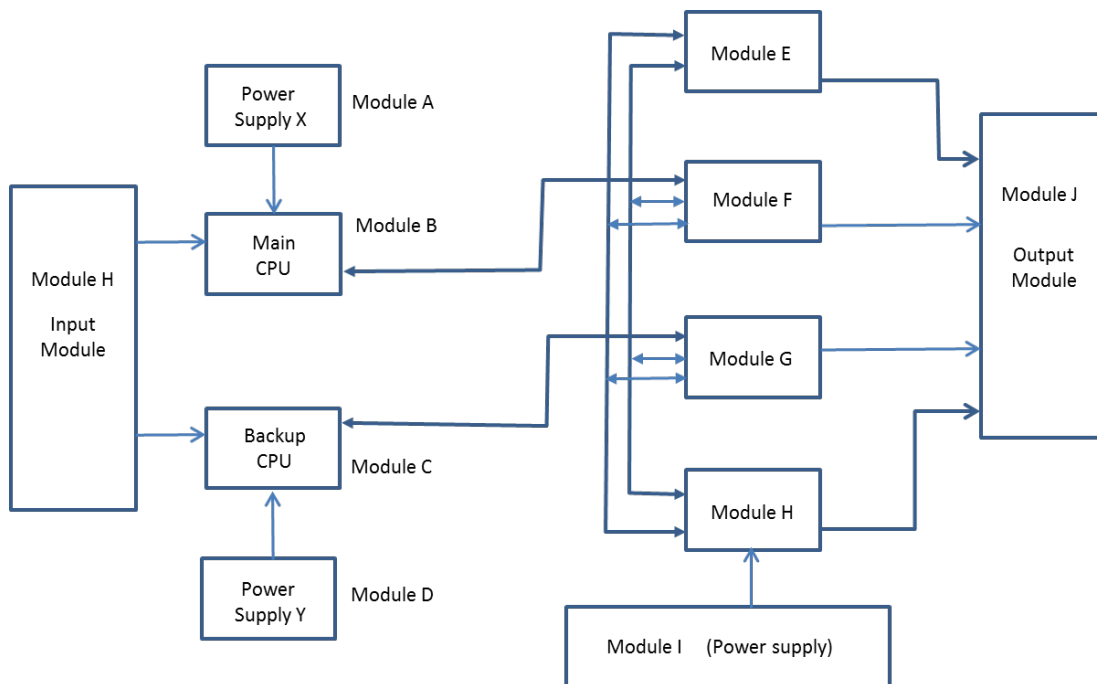 Module E
Power
Supply X
Module A
Module F
Module J
Output
Module
Module B
Main
CPU
Module H
Input
Module
Module G
Backup
CPU
Module C
Module H
Power
Supply Y
Module D
Module I (Power supply)